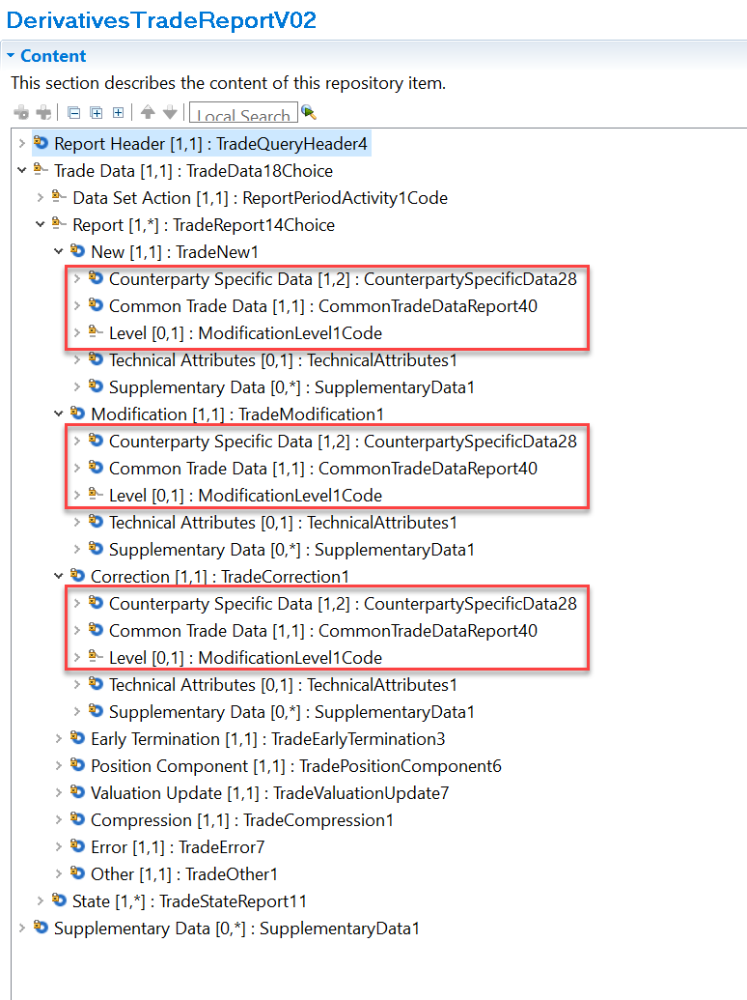 DerivativesTradeReportV02
Content
This section describes the content of this repository item.
Local Search
Report Header [1,1] : TradeQueryHeader4
Trade Data [1,1] : TradeData18Choice
Data Set Action [1,1] : ReportPeriodActivity1Code
Report [1,*] : TradeReport14Choice
New [1,1] : TradeNew1
Counterparty Specific Data [1,2] : CounterpartySpecificData28
Common Trade Data [1,1] : CommonTradeDataReport40
Level [0,1] : ModificationLevel1Code
Technical Attributes [0,1] : TechnicalAttributes1
Supplementary Data [0,*] : SupplementaryData1
Modification [1,1] : TradeModification1
Counterparty Specific Data [1,2] : CounterpartySpecificData28
Common Trade Data [1,1] : CommonTradeDataReport40
Level [0,1] : ModificationLevel1Code
Technical Attributes [0,1] : TechnicalAttributes1
Supplementary Data [0,*] : SupplementaryData1
Correction [1,1] : TradeCorrection1
Counterparty Specific Data [1,2] : CounterpartySpecificData28
Common Trade Data [1,1] : CommonTradeDataReport40
Level [0,1] : ModificationLevel1Code
Technical Attributes [0,1] : TechnicalAttributes1
Supplementary Data [0,*] : SupplementaryData1
Early Termination [1,1] : TradeEarlyTermination3
Position Component [1,1] : TradePositionComponent6
Valuation Update [1,1] : TradeValuationUpdate7
Compression [1,1] : TradeCompression1
Error [1,1] : TradeError7
Other [1,1] : TradeOther1
State [1,*] : TradeStateReport11
Supplementary Data [0,*] : SupplementaryData1